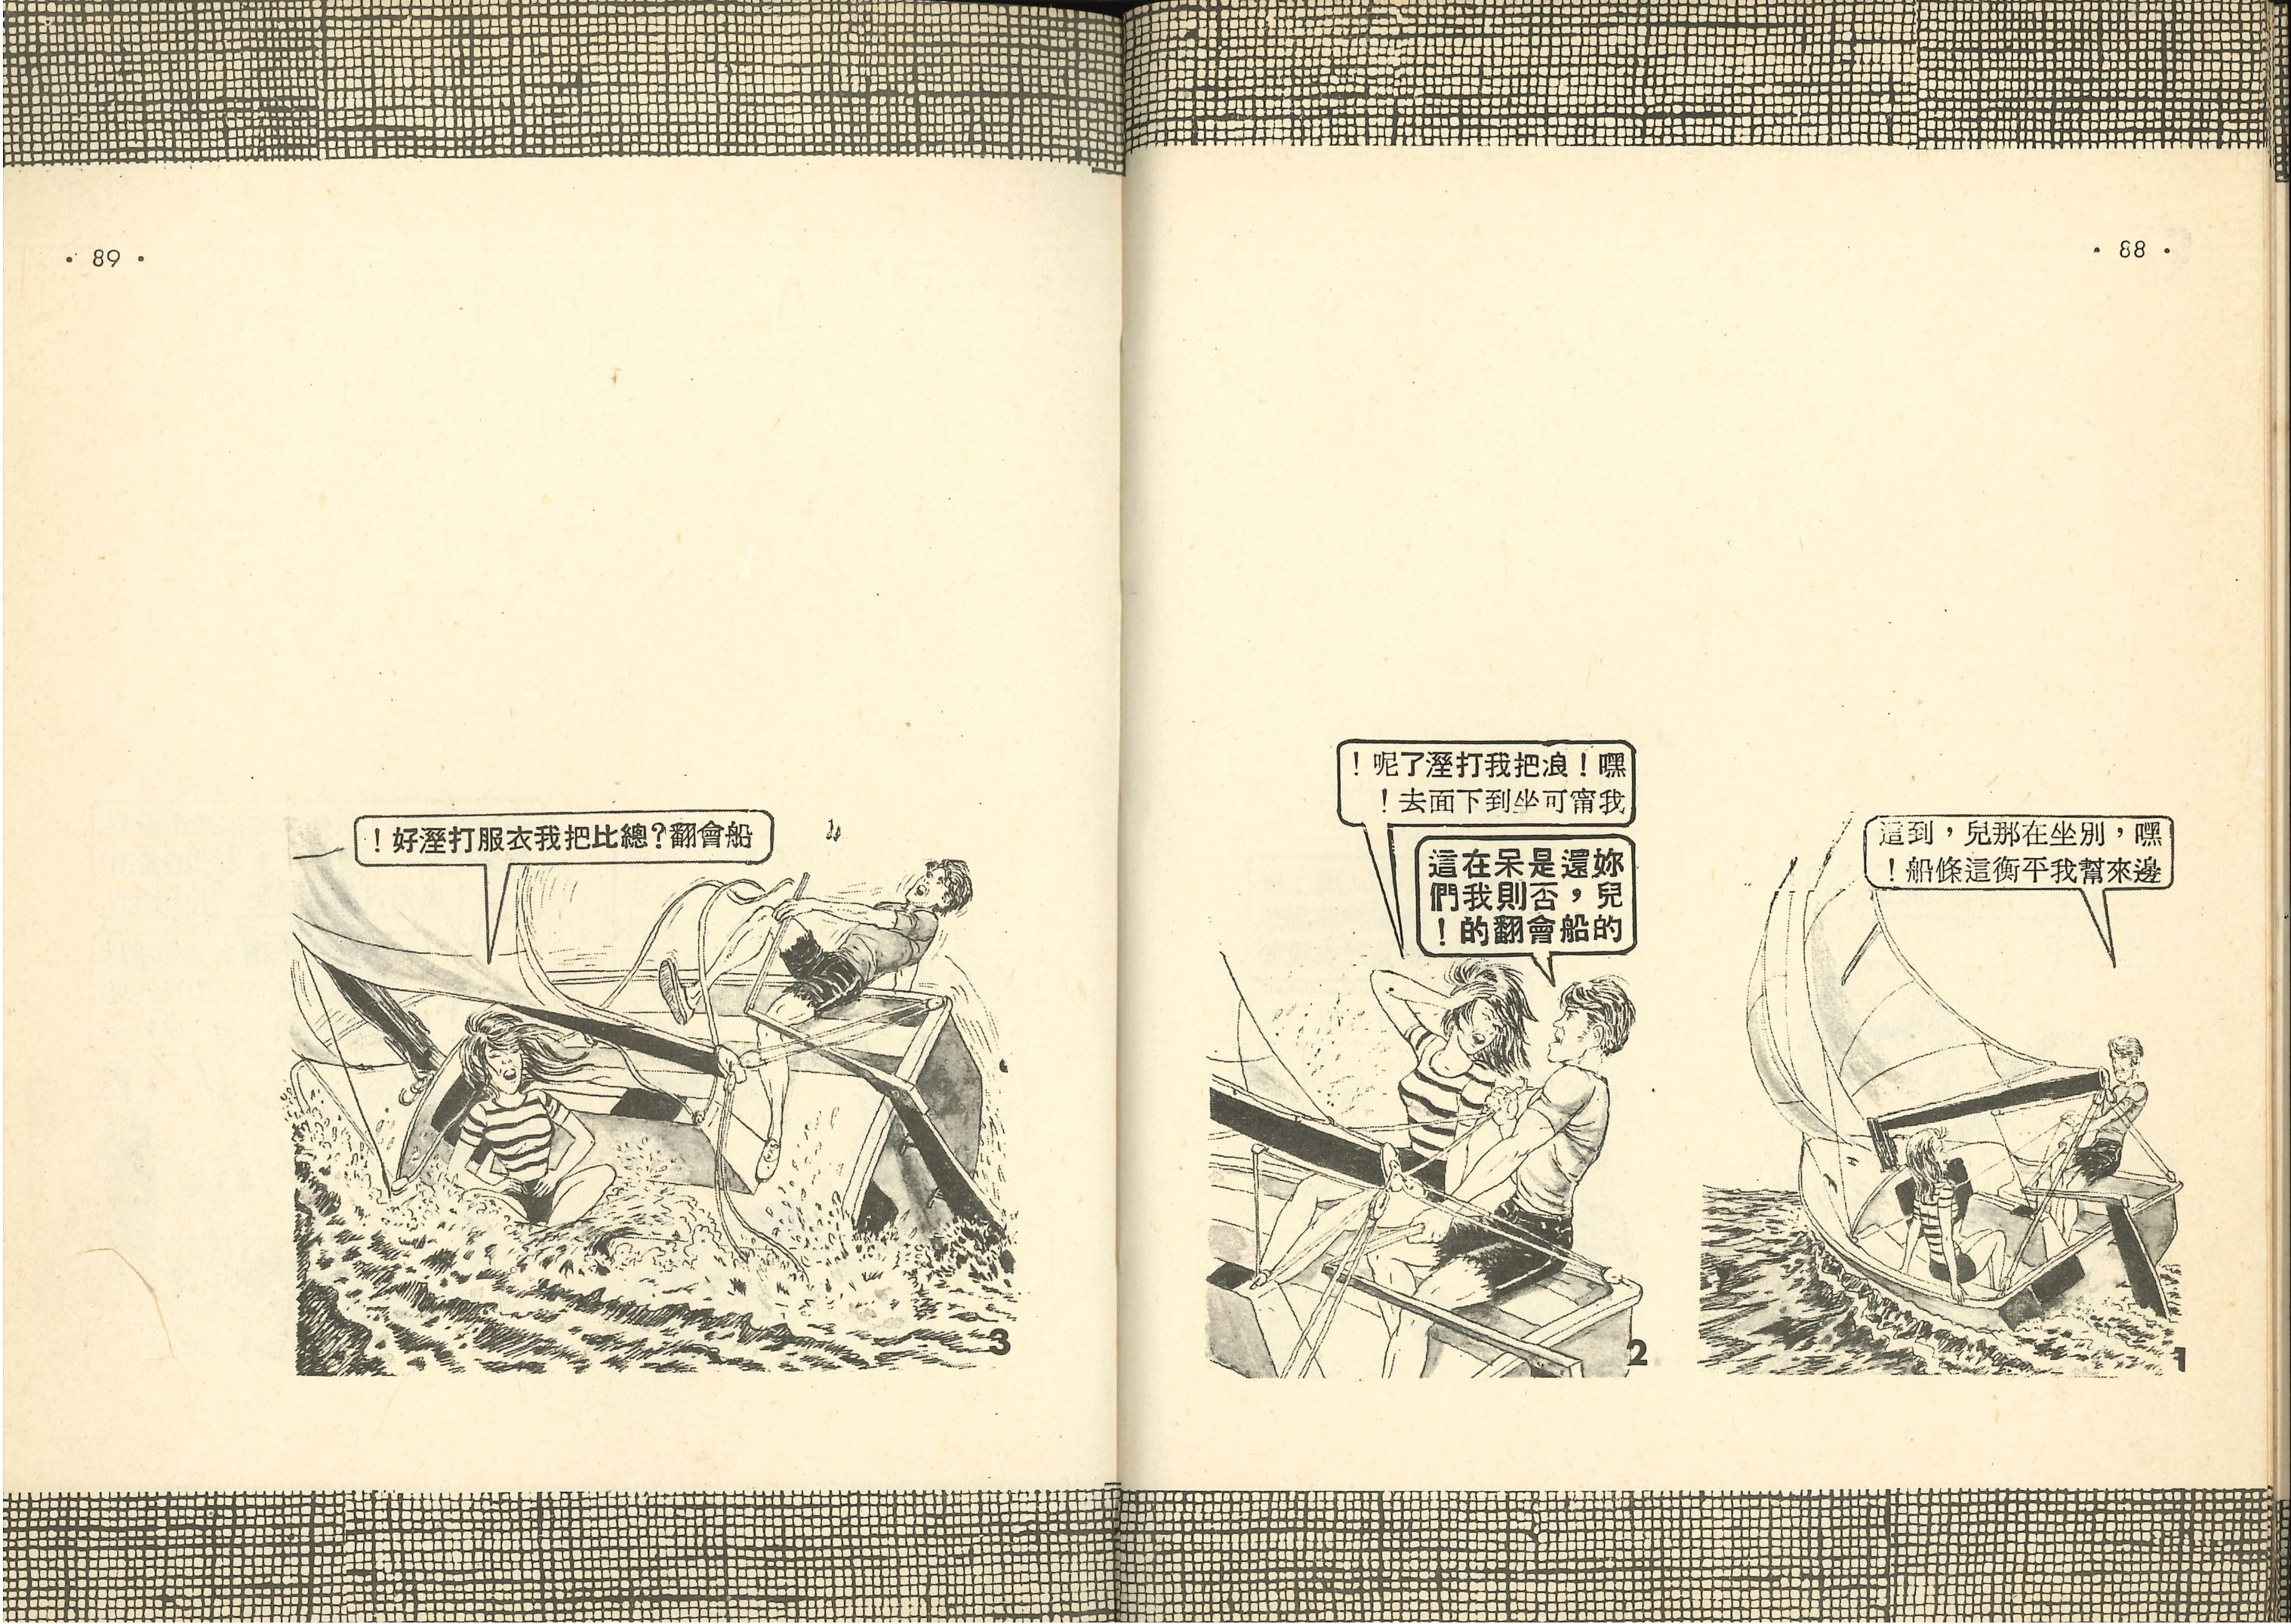 · 88 ·
嘿，別坐在那兒，到這
邊來幫我平衡這條船！
1
嘿！浪把我打溼了呢！
我甯可坐到下面去！
妳還是呆在這
兒，否則我們
的船會翻的！
2
· 89 ·
船會翻？總比把我衣服打溼好！
3